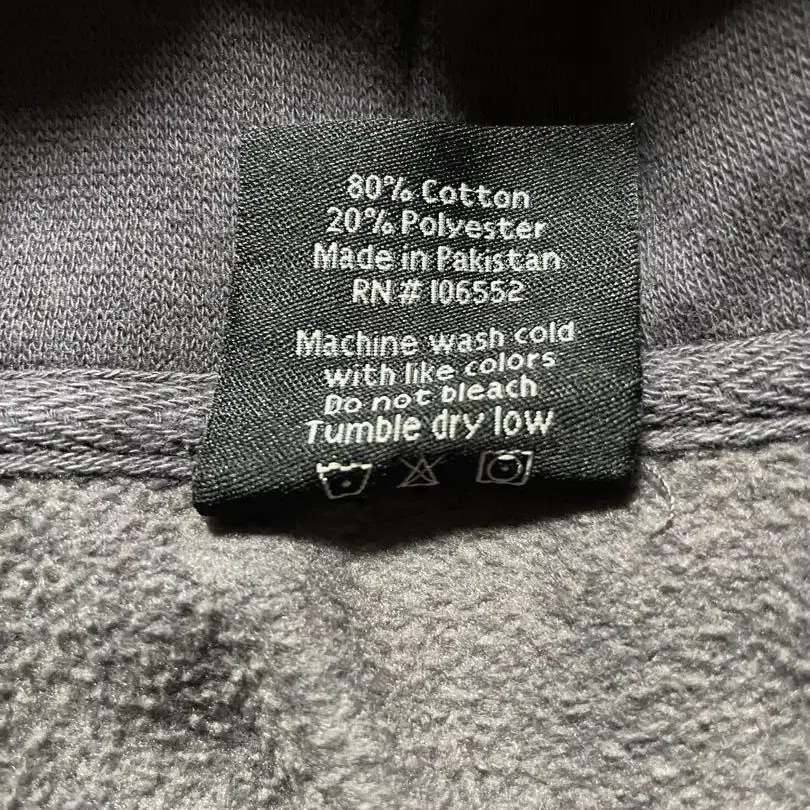 80% Cotton
20% Polyester
Made in Pakistan
RN# 106552
Machine wash cold
with like colors
Do not bleach
Tumble dry low